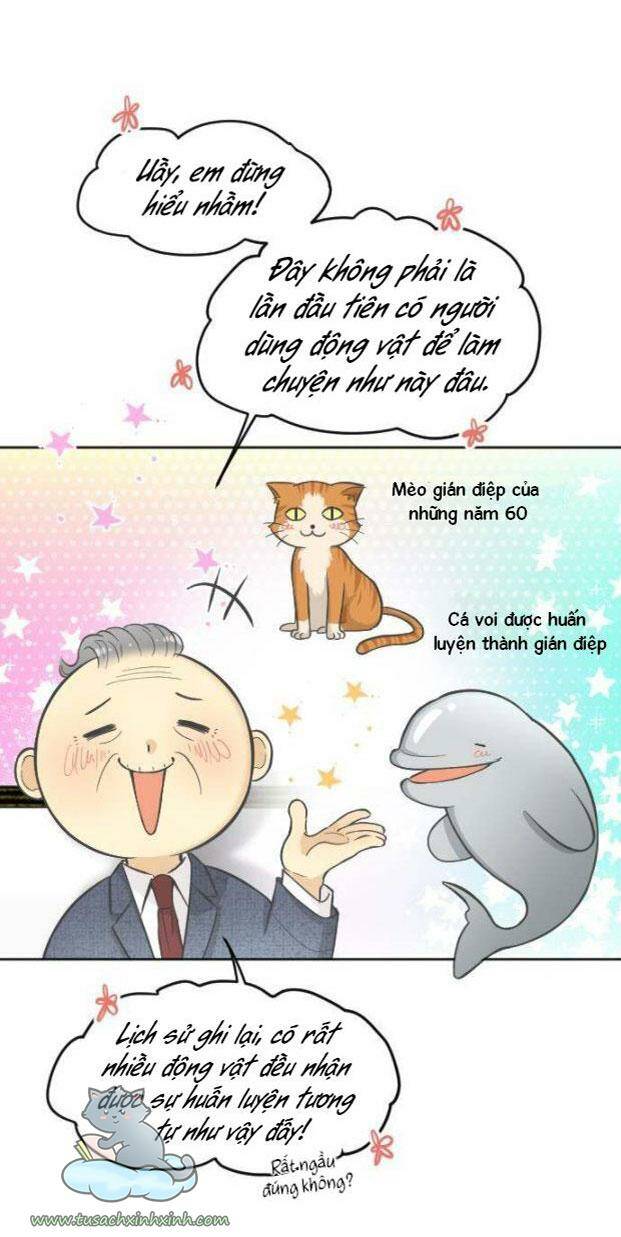 Uầy, em đừng
hiểu nhầm!
Đây không phải là
lần đầu tiên có người
dùng động vật để làm
chuyện như này đâu.
Mèo gián điệp của
những năm 60
Cá voi được huấn
luyện thành gián điệp
Lịch sử ghi lại, có rất
nhiều động vật đều nhận
được sự huấn luyện tương
tự như vậy đấy!
Rất ngầu
đúng không?
www.tusachxinhxinh.com